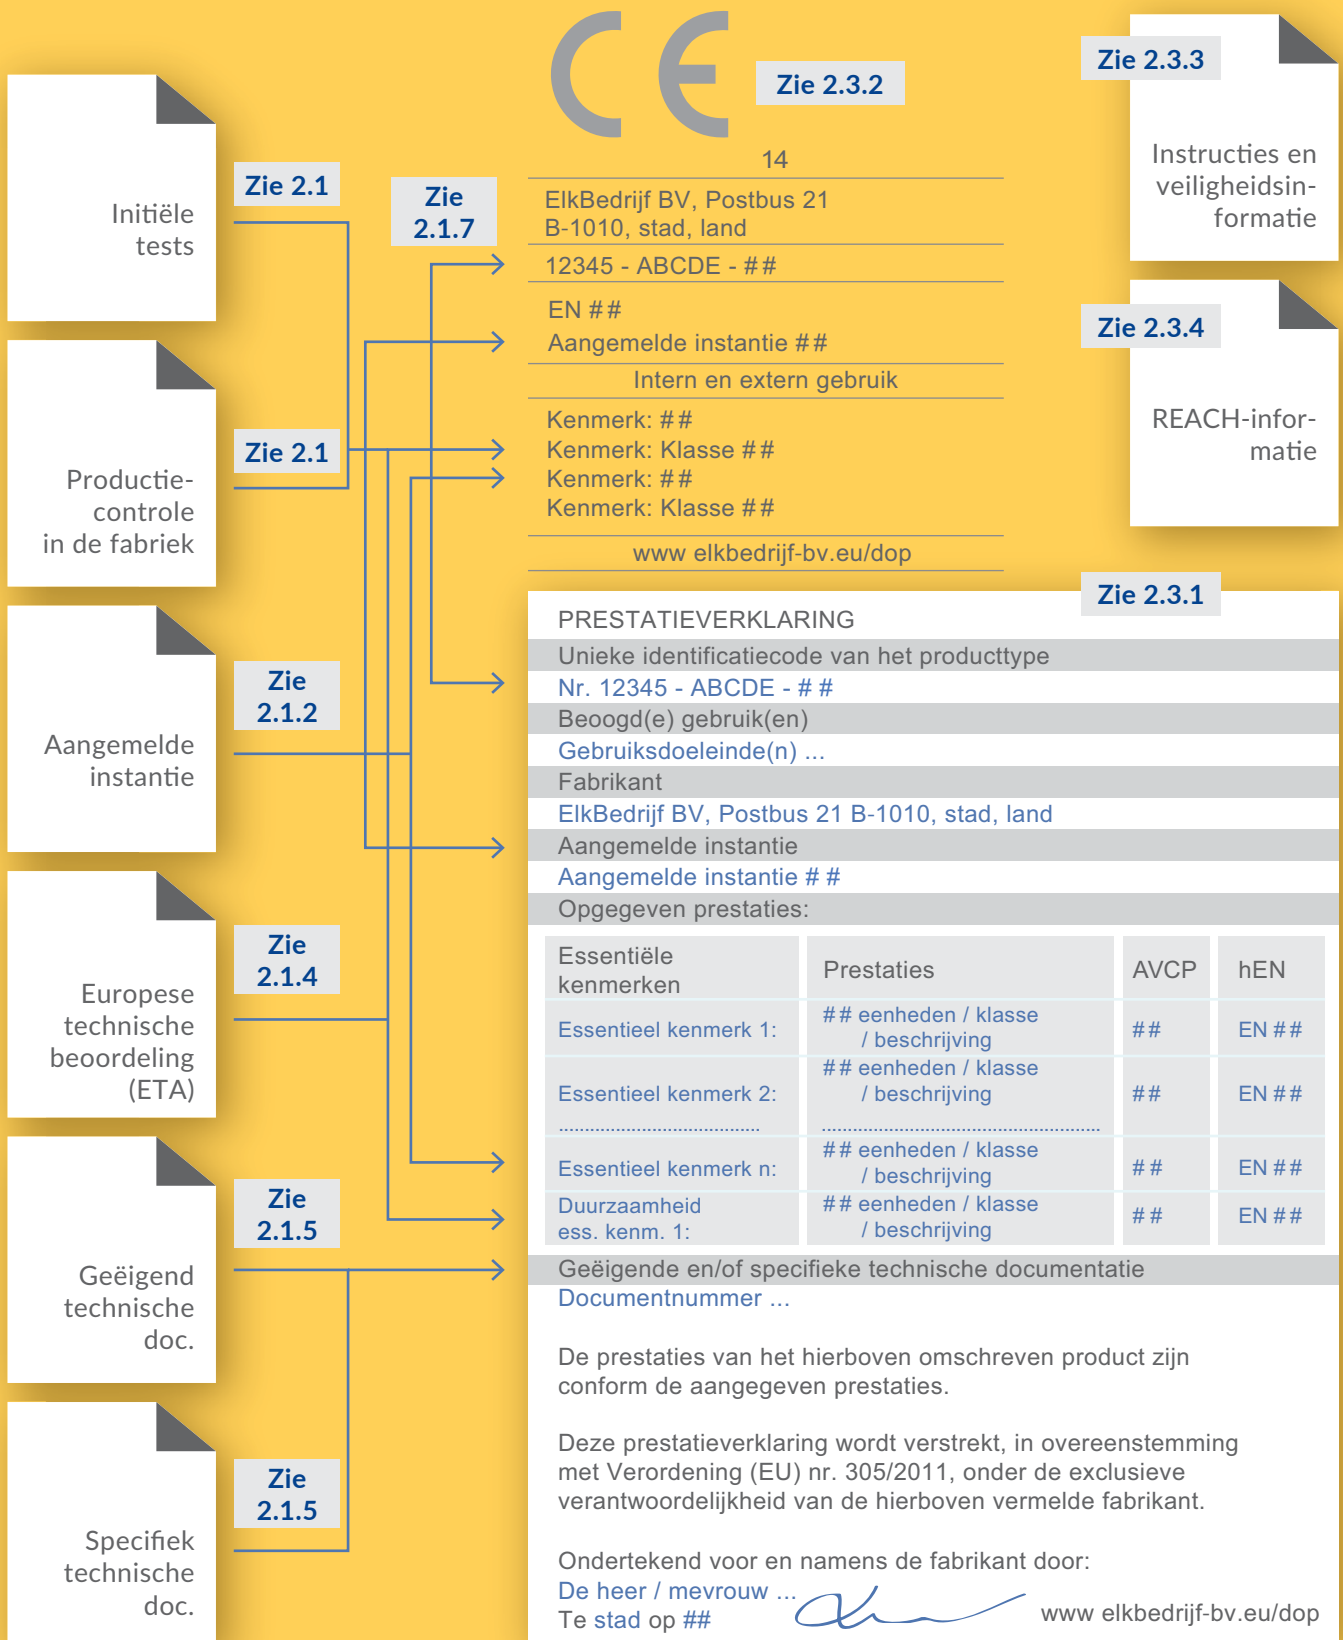 CE
Zie 2.3.2
14
ElkBedrijf BV, Postbus 21
B-1010, stad, land
12345 - ABCDE - ##
EN ##
Aangemelde instantie ##
Intern en extern gebruik
Kenmerk: ##
Kenmerk: Klasse ##
Kenmerk: ##
Kenmerk: Klasse ##
www elkbedrijf-bv.eu/dop
Zie 2.3.3
Instructies en
veiligheidsin-
formatie
Zie 2.3.4
REACH-infor-
matie
Initiële
tests
Zie 2.1
Zie
2.1.7
Productie-
controle
in de fabriek
Zie 2.1
Aangemelde
instantie
Zie
2.1.2
Europese
technische
beoordeling
(ETA)
Zie
2.1.4
Geëigend
technische
doc.
Zie
2.1.5
Specifiek
technische
doc.
Zie
2.1.5
Zie 2.3.1
PRESTATIEVERKLARING
Unieke identificatiecode van het producttype
Nr. 12345 - ABCDE - # #
Beoogd(e) gebruik(en)
Gebruiksdoeleinde(n) ...
Fabrikant
ElkBedrijf BV, Postbus 21 B-1010, stad, land
Aangemelde instantie
Aangemelde instantie # #
Opgegeven prestaties:
Essentiële
kenmerken
Prestaties
AVCP
hEN
Essentieel kenmerk 1:
## eenheden / klasse
/ beschrijving
##
EN ##
Essentieel kenmerk 2:
## eenheden / klasse
/ beschrijving
##
EN ##
.......................................
......................................................
Essentieel kenmerk n:
## eenheden / klasse
/ beschrijving
##
EN ##
Duurzaamheid
ess. kenm. 1:
## eenheden / klasse
/ beschrijving
##
EN ##
Geëigende en/of specifieke technische documentatie
Documentnummer ...
De prestaties van het hierboven omschreven product zijn
conform de aangegeven prestaties.
Deze prestatieverklaring wordt verstrekt, in overeenstemming
met Verordening (EU) nr. 305/2011, onder de exclusieve
verantwoordelijkheid van de hierboven vermelde fabrikant.
Ondertekend voor en namens de fabrikant door:
De heer / mevrouw ...
Te stad op ##
www elkbedrijf-bv.eu/dop